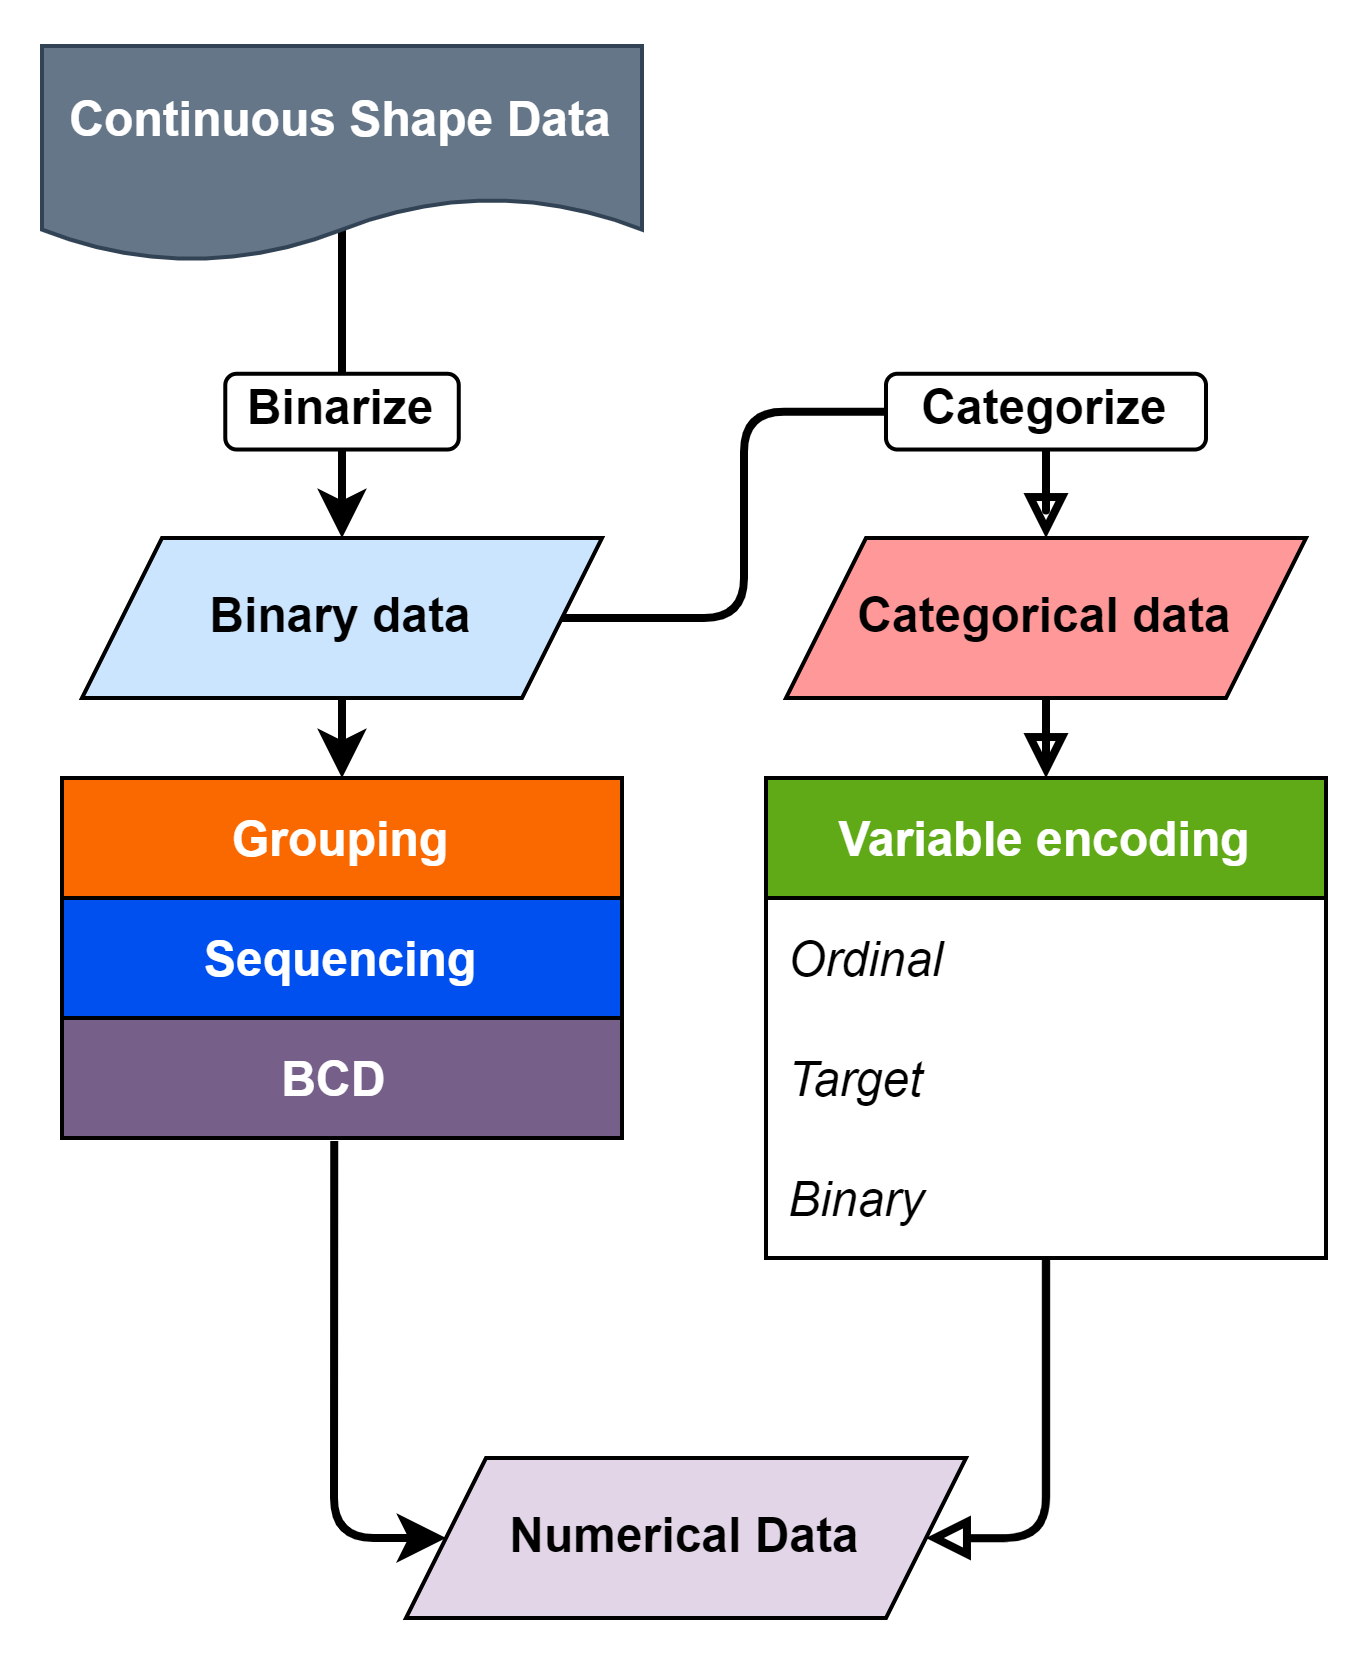 Continuous Shape Data
Binarize
Categorize
Binary data
Categorical data
Grouping
Sequencing
BCD
Variable encoding
Ordinal
Target
Binary
Numerical Data